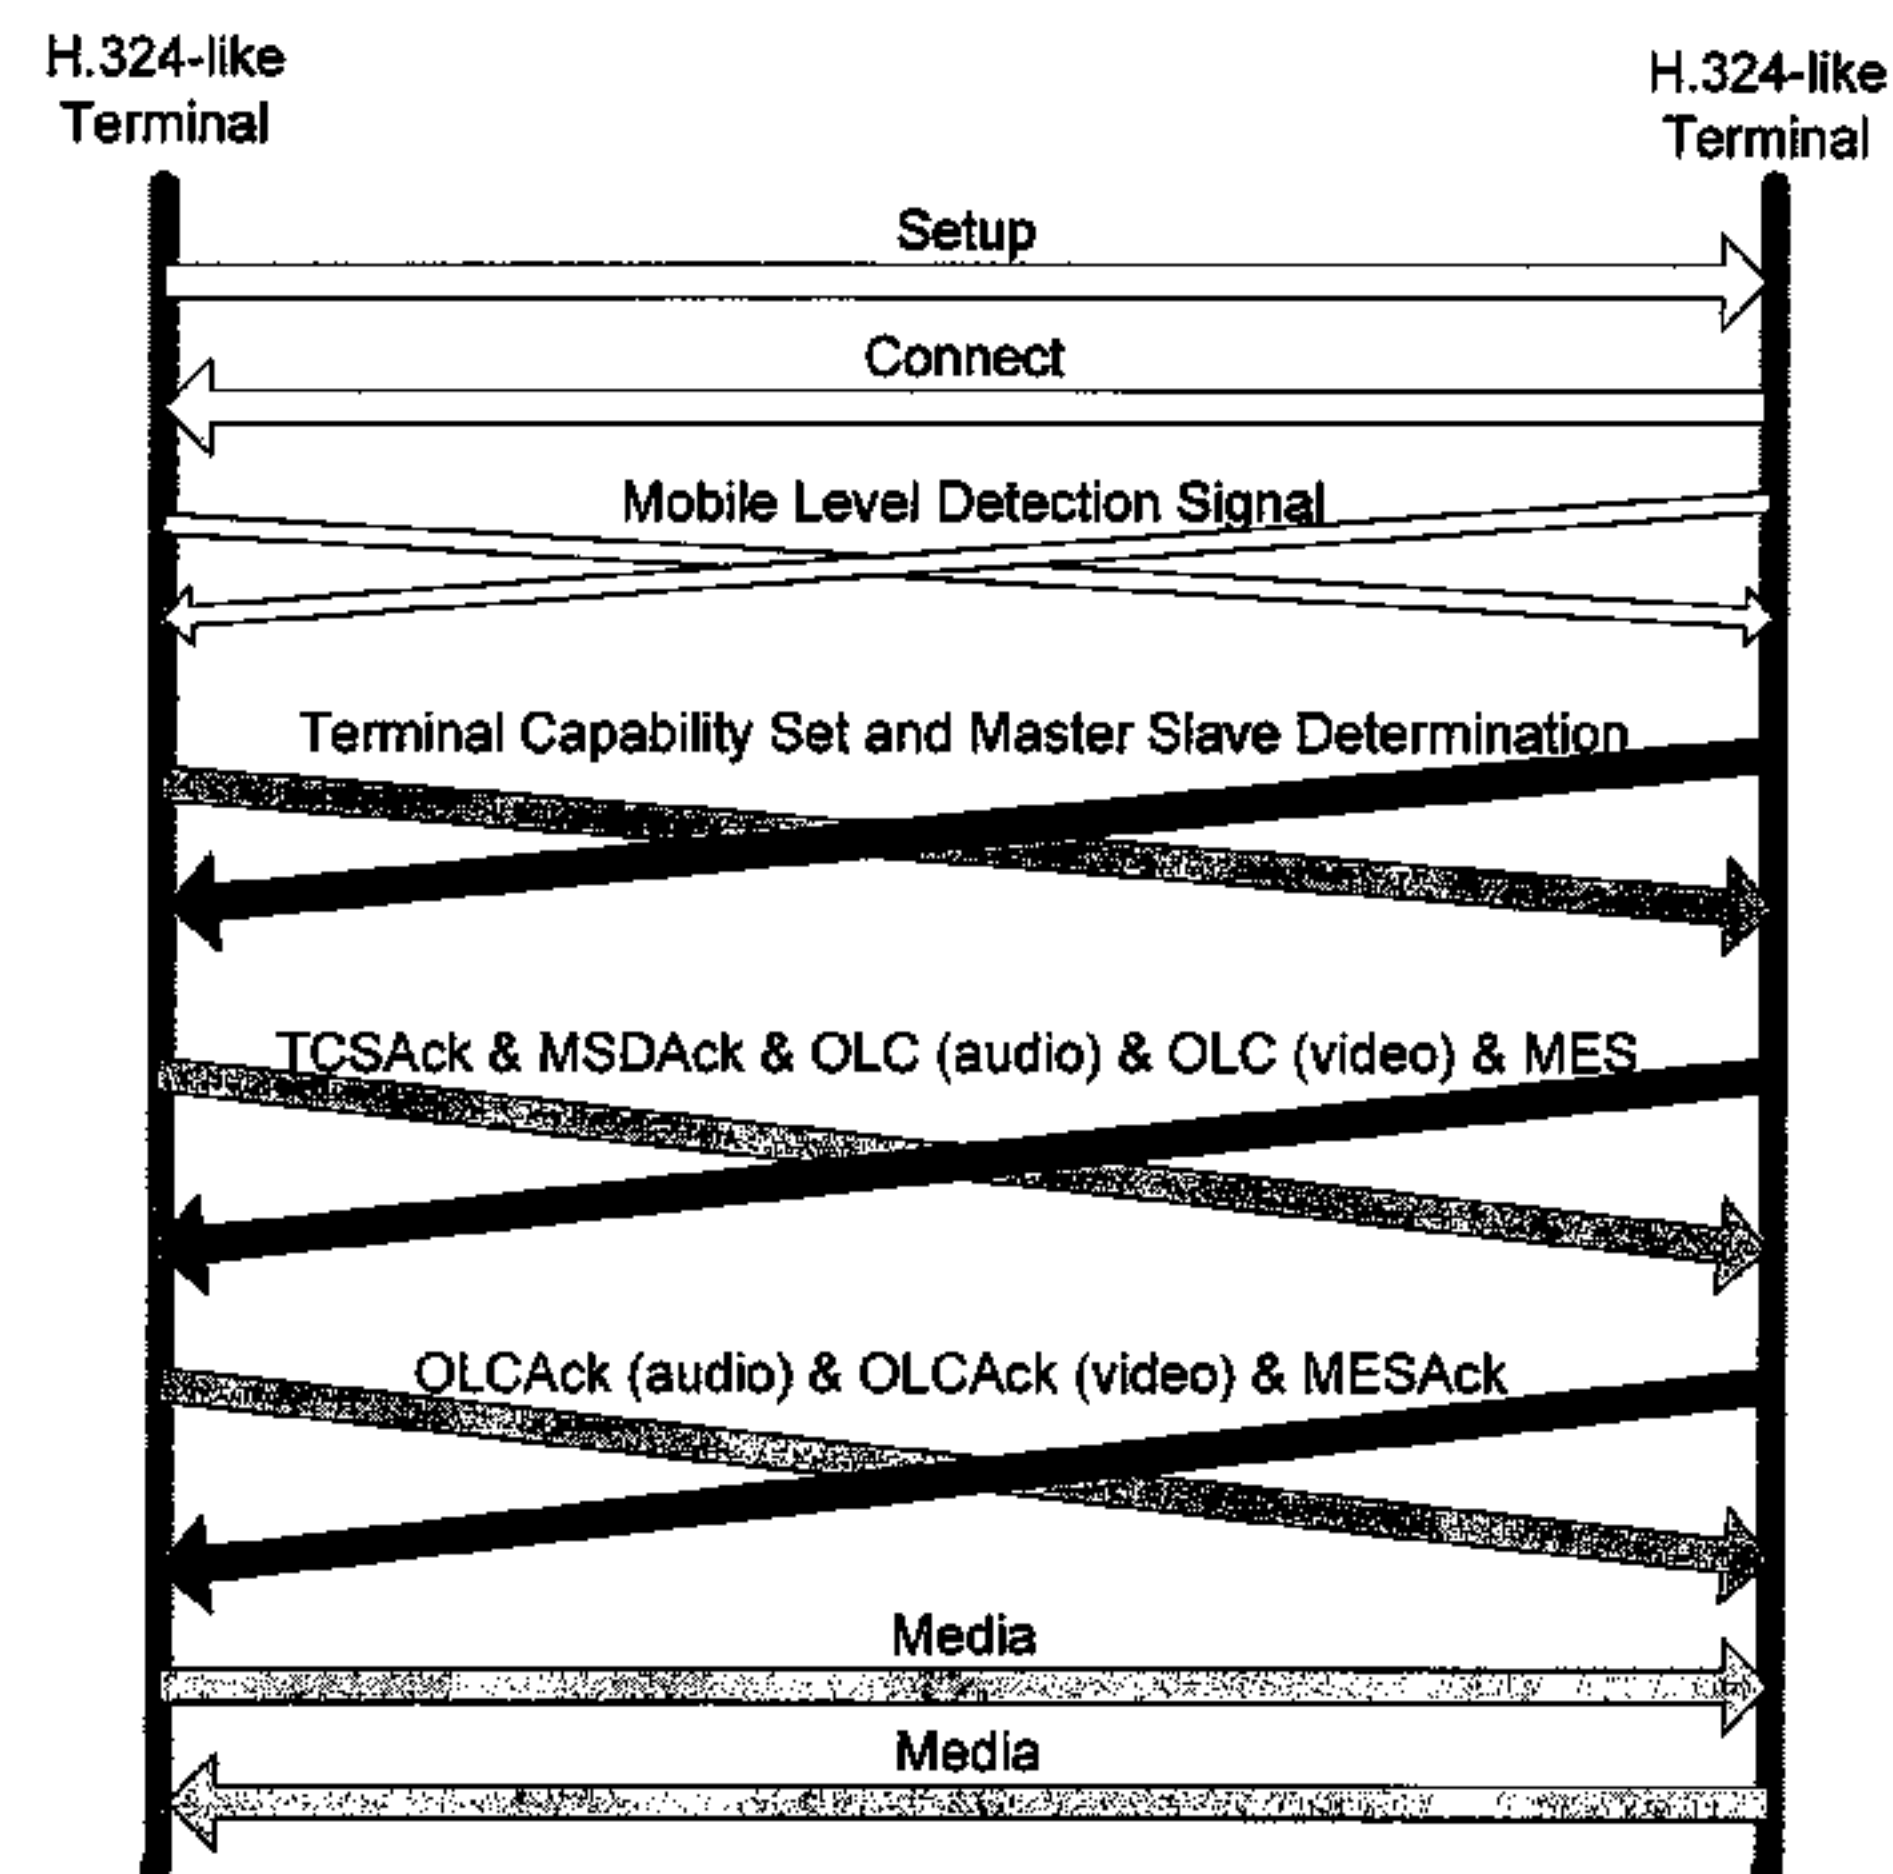 H.324-like
Terminal
H.324-like
Terminal
Setup
Connect
Mobile Level Detection Signal
Terminal Capability Set and Master Slave Determination
TCSAck & MSDAck & OLC (audio) & OLC (video) & MES
OLCAck (audio) & OLCAck (video) & MESAck
Media
Media